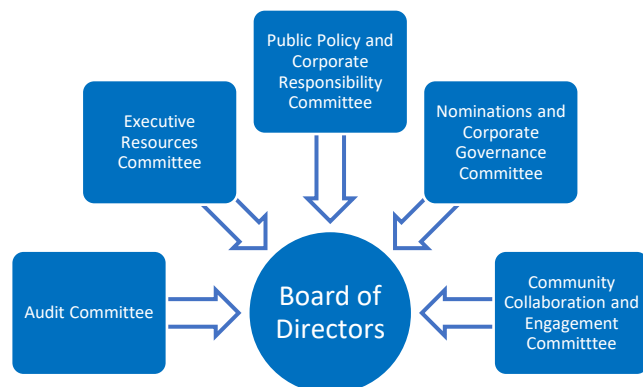 Public Policy and
Corporate
Responsibility
Committee
Executive
Resources
Committee
Nominations and
Corporate
Governance
Committee
Audit Committee
Board of
Directors
Community
Collaboration and
Engagement
Committtee